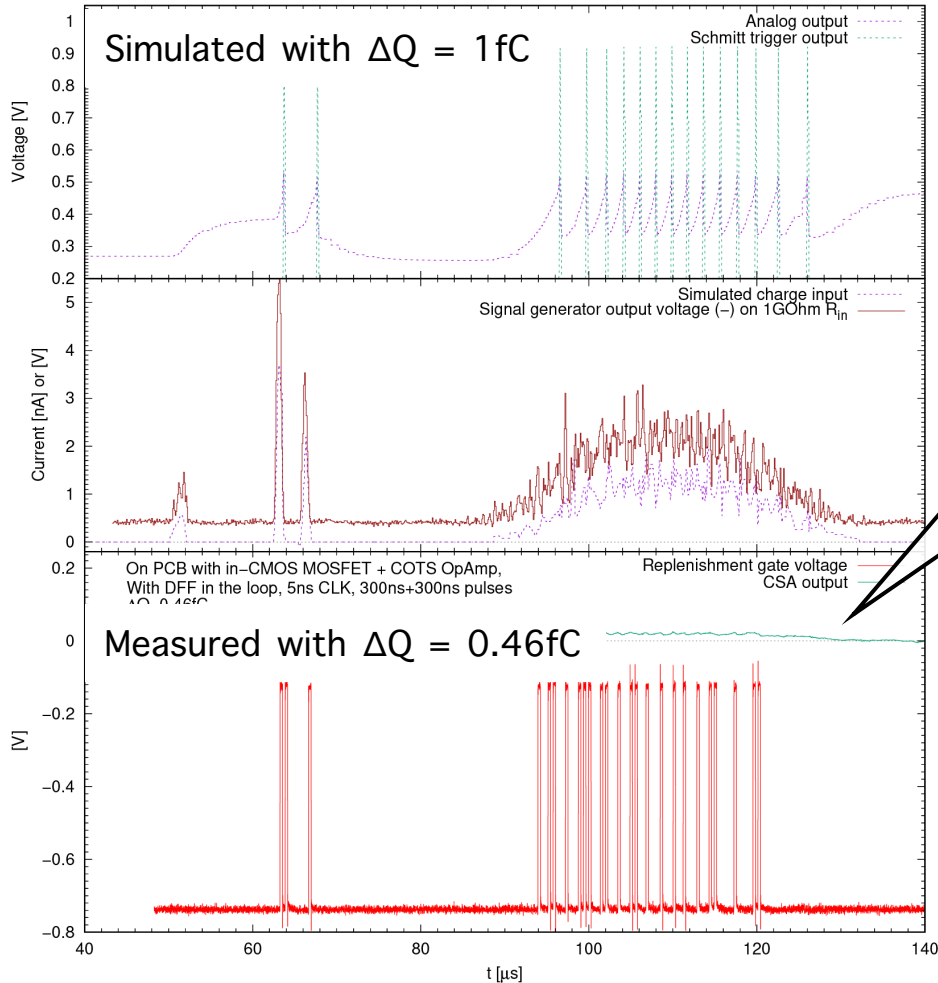 Analog output
Schmitt trigger output
Simulated with ΔQ = 1fC
Voltage [V]
1
0.9
0.8
0.7
0.6
0.5
0.4
0.3
0.2
Simulated charge input
Signal generator output voltage (−) on 1GOhm Rin
Current [nA] or [V]
5
4
3
2
1
0
On PCB with in-CMOS MOSFET + COTS OpAmp,
With DFF in the loop, 5ns CLK, 300ns+300ns pulses
ΔQ 0.46fC
Replenishment gate voltage
CSA output
Measured with ΔQ = 0.46fC
[V]
0.2
0
−0.2
−0.4
−0.6
−0.8
40 60 80 100 120 140
t [μs]